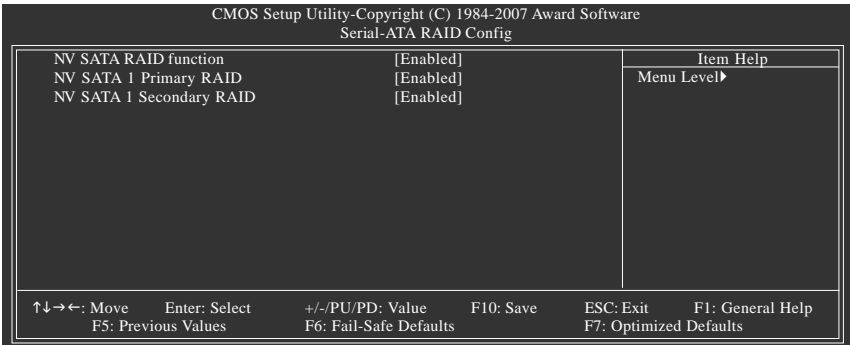 CMOS Setup Utility-Copyright (C) 1984-2007 Award Software
Serial-ATA RAID Config
NV SATA RAID function [Enabled] Item Help
NV SATA 1 Primary RAID [Enabled] Menu Level▶
NV SATA 1 Secondary RAID [Enabled]
↑↓→←: Move Enter: Select +/-/PU/PD: Value F10: Save ESC: Exit F1: General Help
F5: Previous Values F6: Fail-Safe Defaults F7: Optimized Defaults